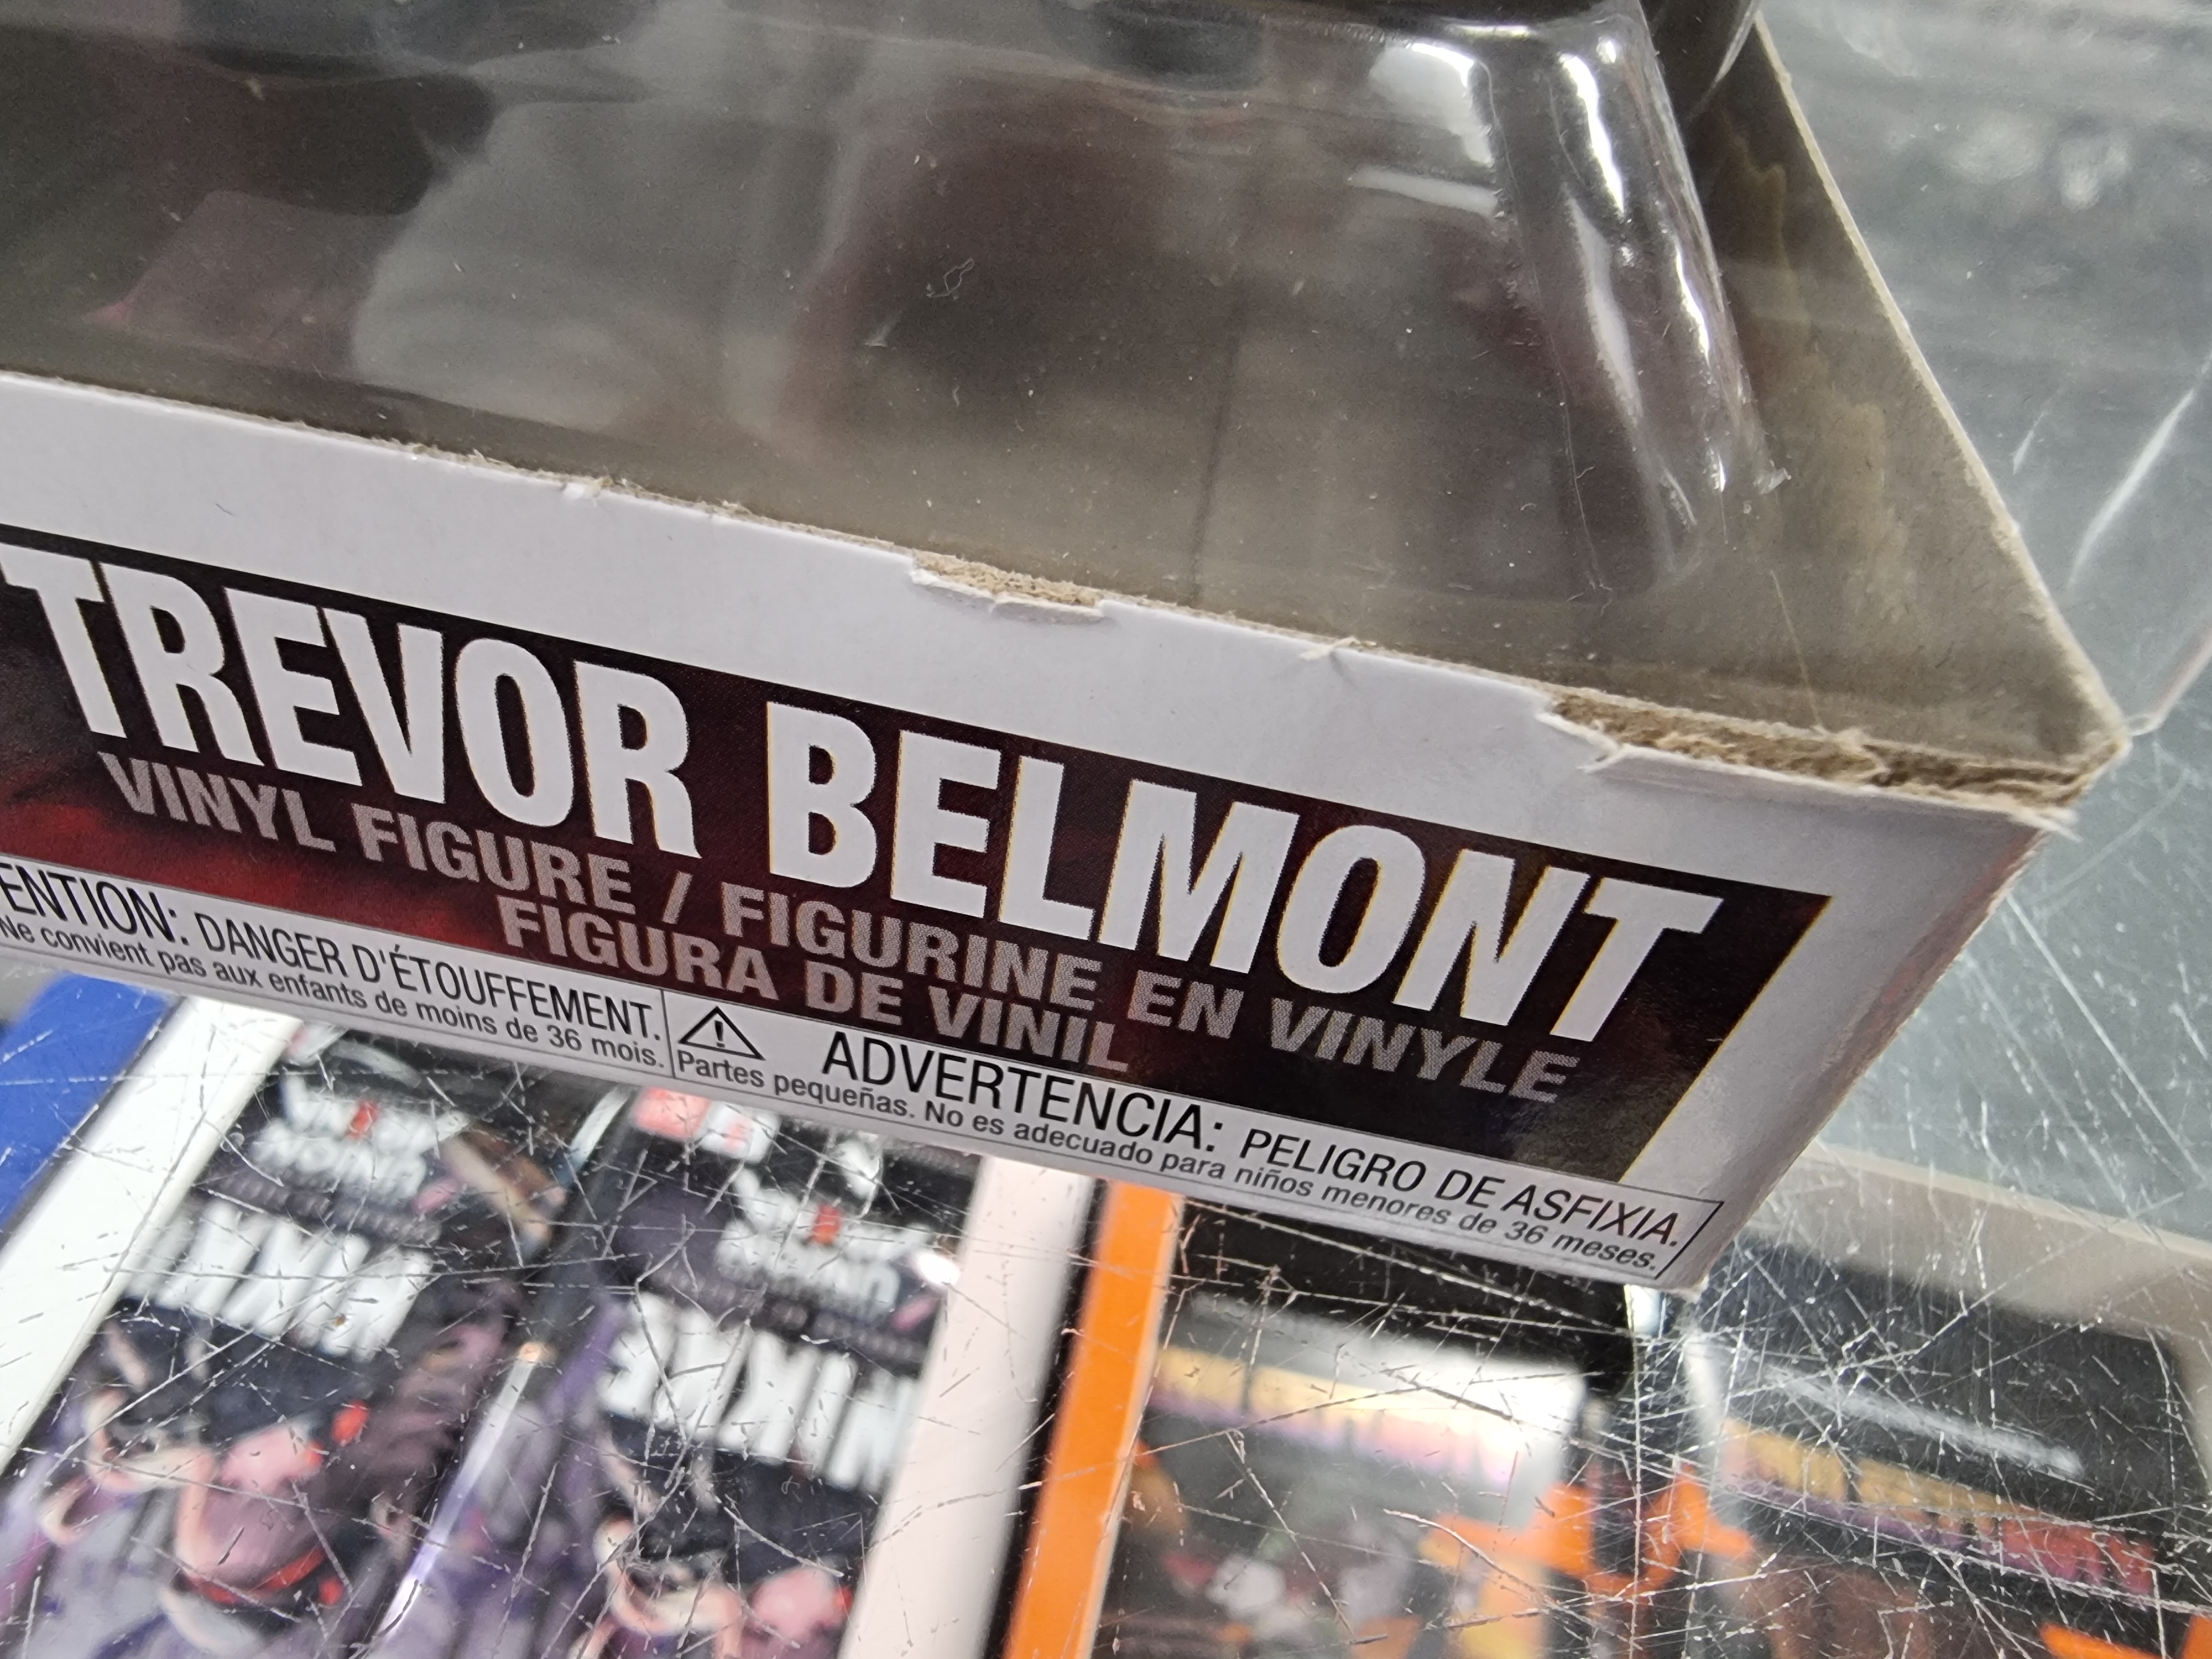 TREVOR BELMONT
VINYL FIGURE / FIGURINE EN VINYLE
FIGURA DE VINIL
ENTION: DANGER D'ÉTOUFFEMENT.
Ne convient pas aux enfants de moins de 36 mois.
ADVERTENCIA: PELIGRO DE ASFIXIA.
Partes pequeñas. No es adecuado para niños menores de 36 meses.